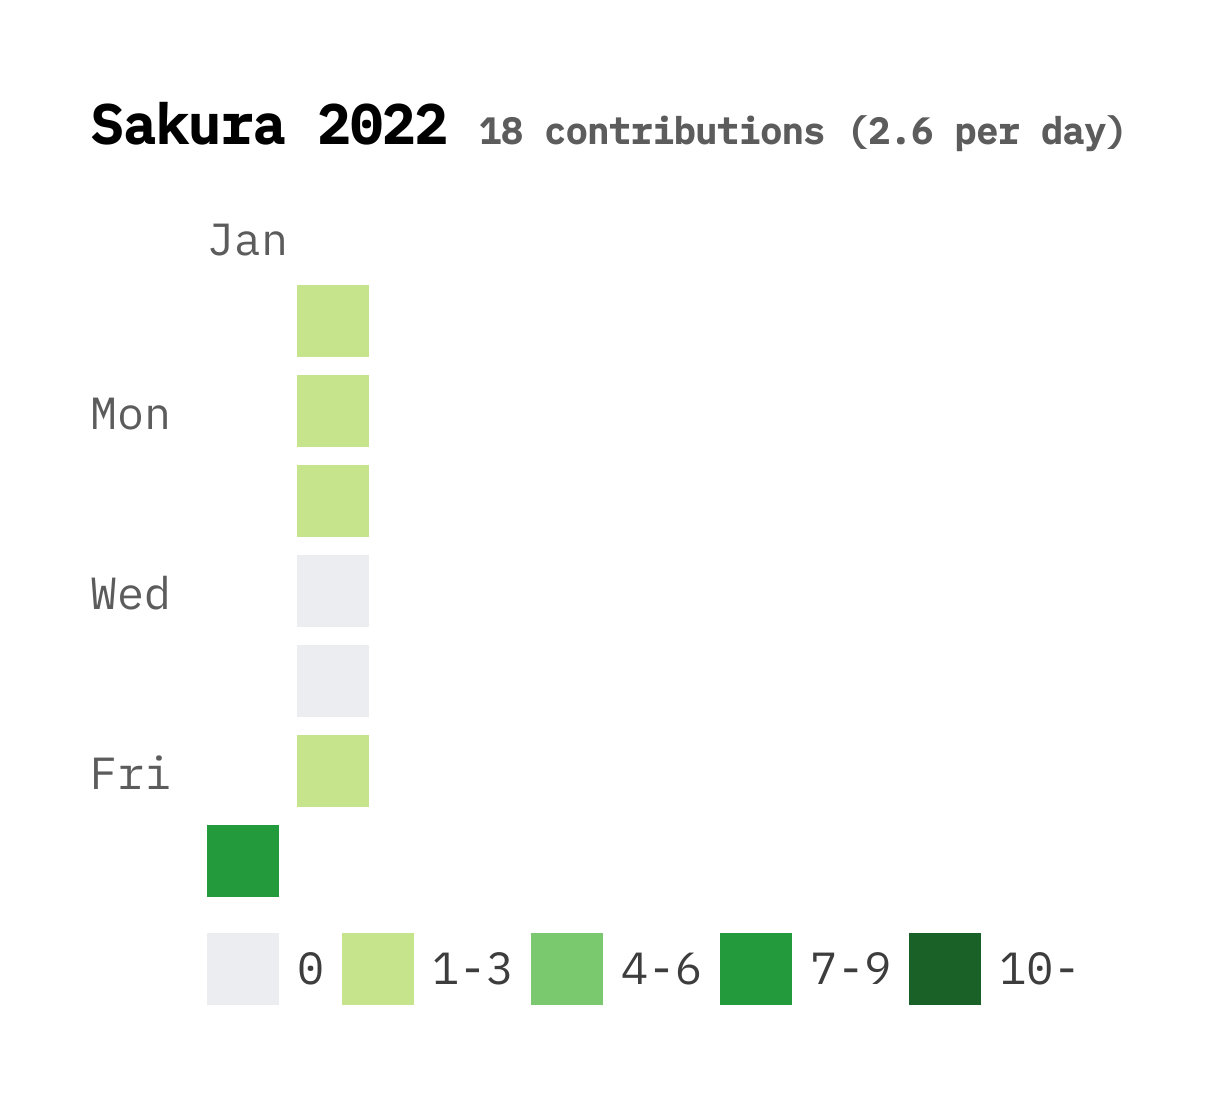 Sakura 2022 18 contributions (2.6 per day)
Jan
Mon
Wed
Fri
0 1-3 4-6 7-9 10-